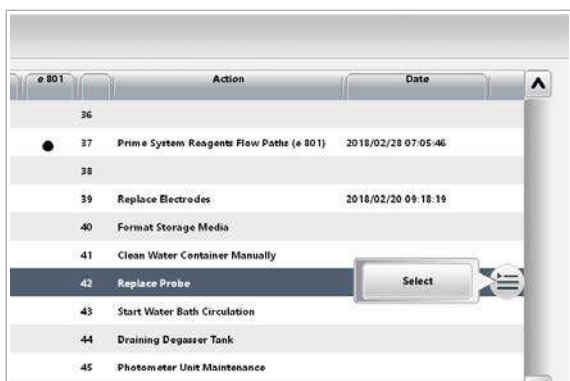 e 801 Action Date
36
37 Prime System Reagents Flow Paths (e 801) 2018/02/28 07:05:46
38
39 Replace Electrodes 2018/02/20 09:18:19
40 Format Storage Media
41 Clean Water Container Manually
42 Replace Probe Select
43 Start Water Bath Circulation
44 Draining Degasser Tank
45 Photometer Unit Maintenance